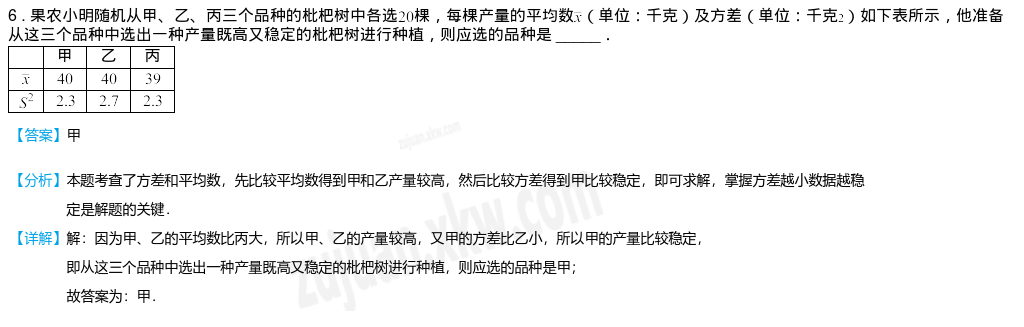 6．果农小明随机从甲、乙、丙三个品种的枇杷树中各选20棵，每棵产量的平均数x̄（单位：千克）及方差（单位：千克2）如下表所示，他准备
从这三个品种中选出一种产量既高又稳定的枇杷树进行种植，则应选的品种是 ______ ．
甲 乙 丙
x̄ 40 40 39
S² 2.3 2.7 2.3
【答案】甲
【分析】本题考查了方差和平均数，先比较平均数得到甲和乙产量较高，然后比较方差得到甲比较稳定，即可求解，掌握方差越小数据越稳
定是解题的关键．
【详解】解：因为甲、乙的平均数比丙大，所以甲、乙的产量较高，又甲的方差比乙小，所以甲的产量比较稳定，
即从这三个品种中选出一种产量既高又稳定的枇杷树进行种植，则应选的品种是甲；
故答案为：甲．
zujuan.xkw.com
zujuan.xkw.com